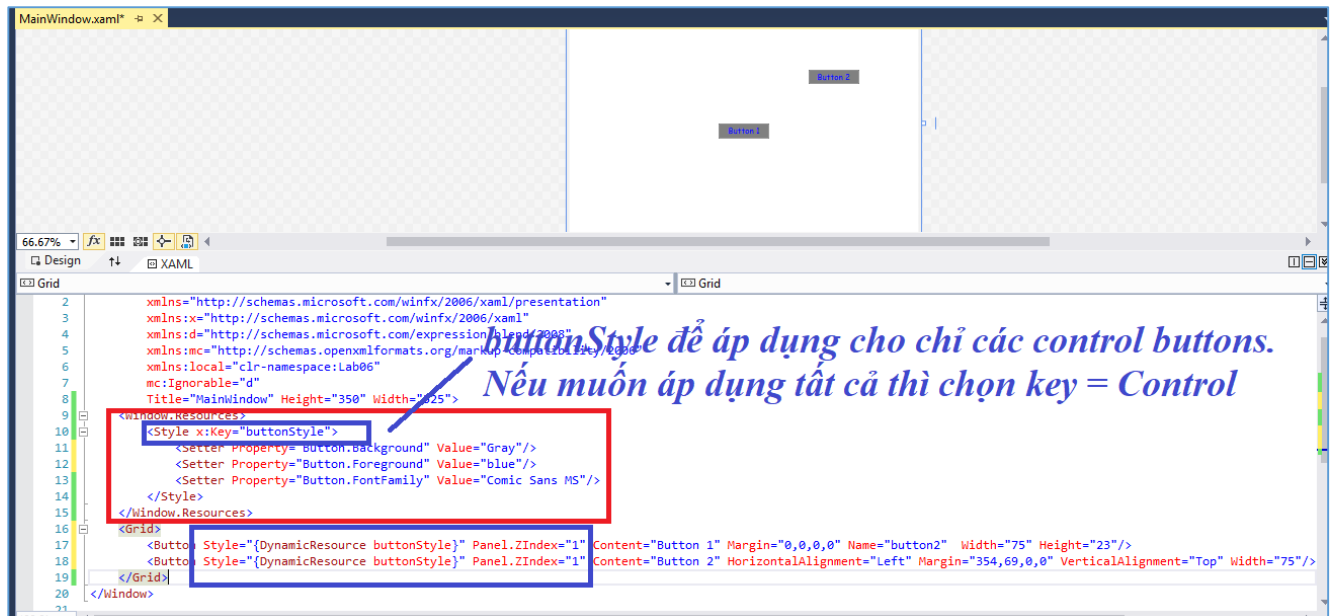 MainWindow.xaml*
Button 2
Button 1
66.67% fx
Design XAML
Grid Grid
2 xmlns="http://schemas.microsoft.com/winfx/2006/xaml/presentation"
3 xmlns:x="http://schemas.microsoft.com/winfx/2006/xaml"
4 xmlns:d="http://schemas.microsoft.com/expression/blend/2008"
5 xmlns:mc="http://schemas.openxmlformats.org/markup-compatibility/2006"
buttonStyle để áp dụng cho chỉ các control buttons.
6 xmlns:local="clr-namespace:Lab06"
7 mc:Ignorable="d"
Nếu muốn áp dụng tất cả thì chọn key = Control
8 Title="MainWindow" Height="350" Width="525">
9 <Window.Resources>
10 <Style x:Key="buttonStyle">
11 <Setter Property="Button.Background" Value="Gray"/>
12 <Setter Property="Button.Foreground" Value="blue"/>
13 <Setter Property="Button.FontFamily" Value="Comic Sans MS"/>
14 </Style>
15 </Window.Resources>
16 <Grid>
17 <Button Style="{DynamicResource buttonStyle}" Panel.ZIndex="1" Content="Button 1" Margin="0,0,0,0" Name="button2" Width="75" Height="23"/>
18 <Button Style="{DynamicResource buttonStyle}" Panel.ZIndex="1" Content="Button 2" HorizontalAlignment="Left" Margin="354,69,0,0" VerticalAlignment="Top" Width="75"/>
19 </Grid>
20 </Window>
21